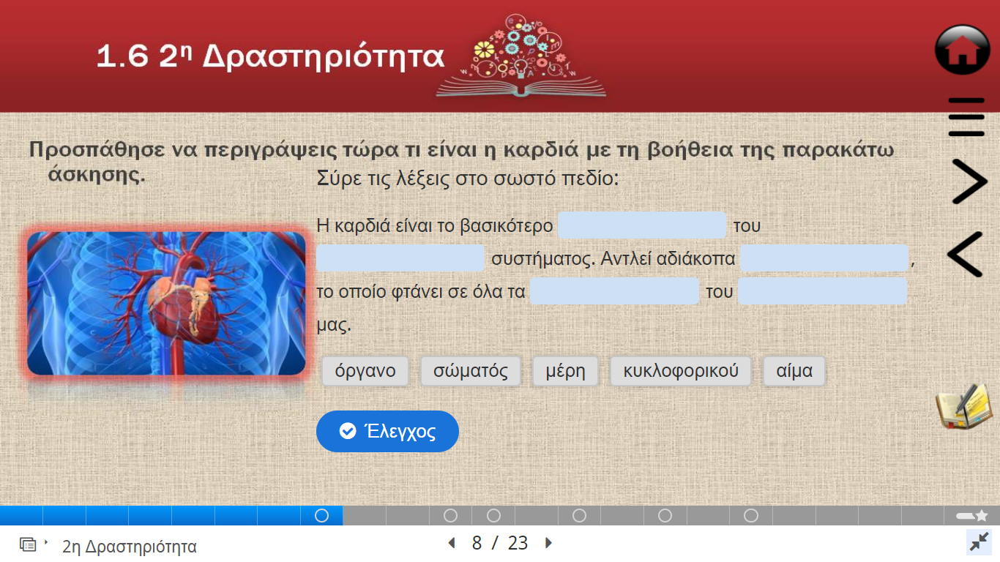 1.6 2η Δραστηριότητα
Προσπάθησε να περιγράψεις τώρα τι είναι η καρδιά με τη βοήθεια της παρακάτω
άσκησης.
Σύρε τις λέξεις στο σωστό πεδίο:
Η καρδιά είναι το βασικότερο του
συστήματος. Αντλεί αδιάκοπα ,
το οποίο φτάνει σε όλα τα του
μας.
όργανο σώματός μέρη κυκλοφορικού αίμα
Έλεγχος
2η Δραστηριότητα 8 / 23